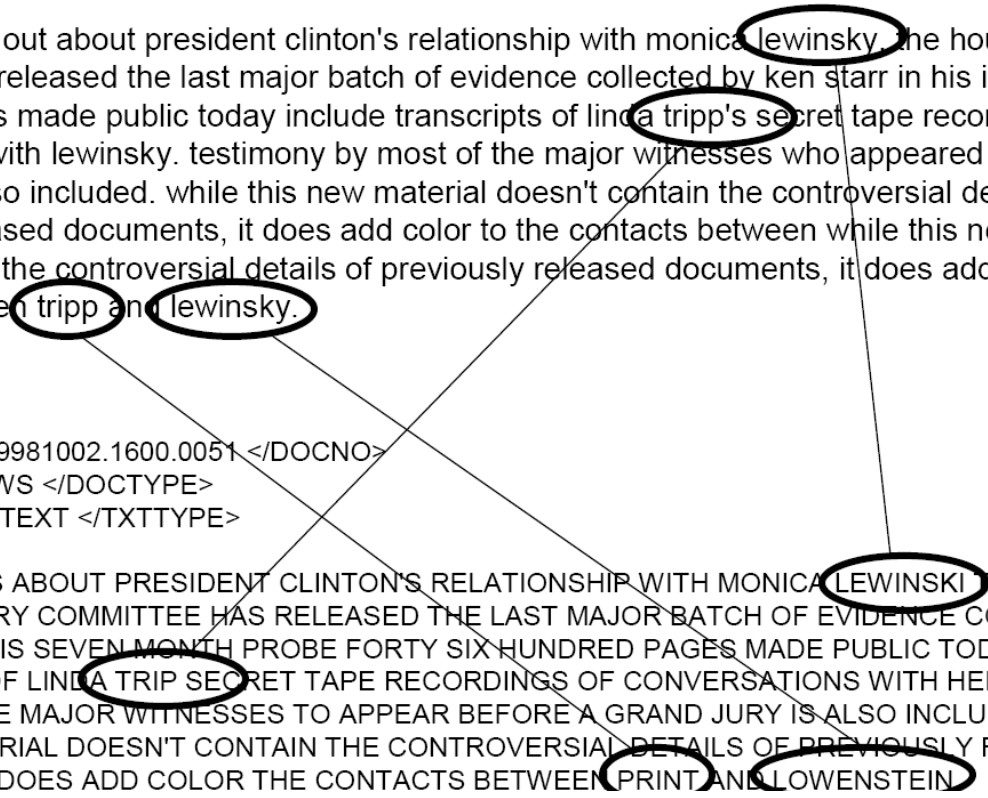 out about president clinton's relationship with monica lewinsky, the hou
released the last major batch of evidence collected by ken starr in his i
s made public today include transcripts of linda tripp's secret tape recor
with lewinsky. testimony by most of the major witnesses who appeared
so included. while this new material doesn't contain the controversial de
ased documents, it does add color to the contacts between while this ne
the controversial details of previously released documents, it does add
en tripp and lewinsky.
9981002.1600.0051 </DOCNO>
WS </DOCTYPE>
TEXT </TXTTYPE>
S ABOUT PRESIDENT CLINTON'S RELATIONSHIP WITH MONICA LEWINSKI T
RY COMMITTEE HAS RELEASED THE LAST MAJOR BATCH OF EVIDENCE CO
IS SEVEN MONTH PROBE FORTY SIX HUNDRED PAGES MADE PUBLIC TOD
OF LINDA TRIP SECRET TAPE RECORDINGS OF CONVERSATIONS WITH HER
E MAJOR WITNESSES TO APPEAR BEFORE A GRAND JURY IS ALSO INCLU
RIAL DOESN'T CONTAIN THE CONTROVERSIAL DETAILS OF PREVIOUSLY R
DOES ADD COLOR THE CONTACTS BETWEEN PRINT AND LOWENSTEIN